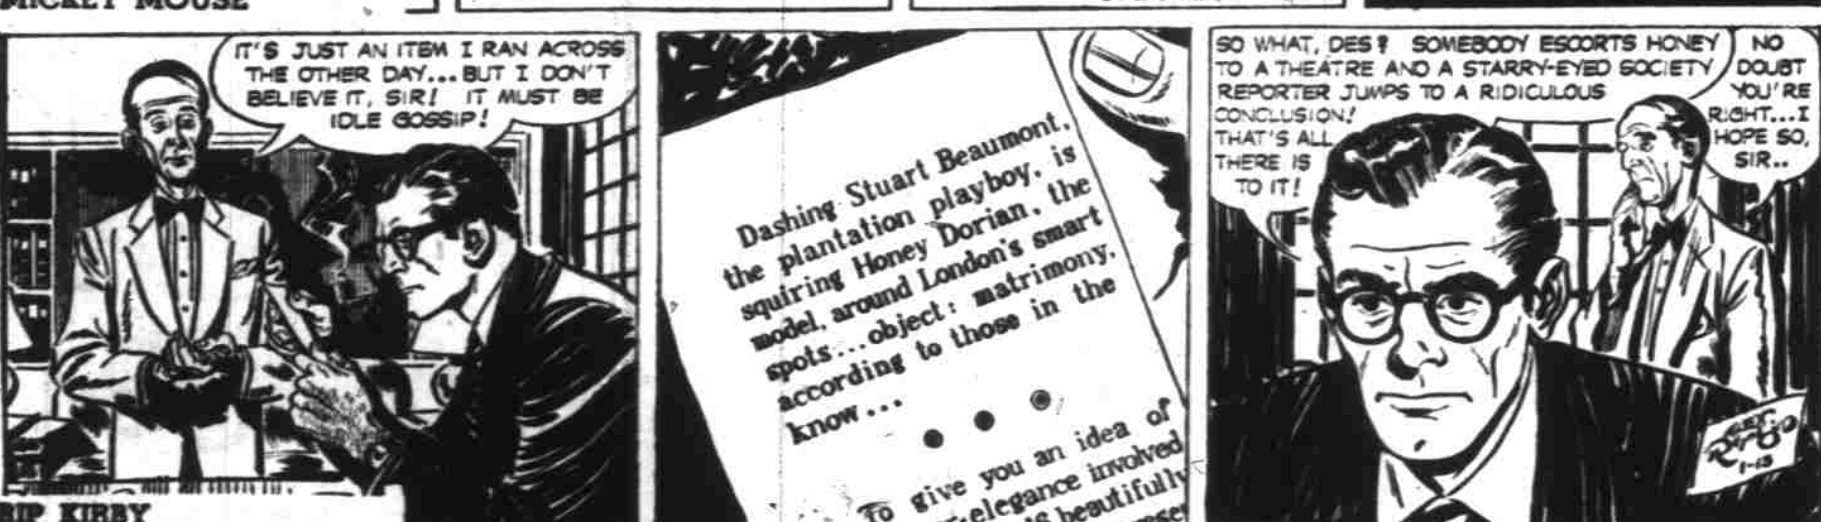 MICKEY MOUSE
IT'S JUST AN ITEM I RAN ACROSS
THE OTHER DAY...BUT I DON'T
BELIEVE IT, SIR! IT MUST BE
IDLE GOSSIP!
Dashing Stuart Beaumont,
the plantation playboy, is
squiring Honey Dorian, the
model, around London's smart
spots...object: matrimony,
according to those in the
know...
To give you an idea of
elegance involved
beautifully
SO WHAT, DES? SOMEBODY ESCORTS HONEY
TO A THEATRE AND A STARRY-EYED SOCIETY
REPORTER JUMPS TO A RIDICULOUS
CONCLUSION!
THAT'S ALL
THERE IS
TO IT!
NO
DOUBT
YOU'RE
RIGHT...I
HOPE SO,
SIR..
1-13
RIP KIRBY